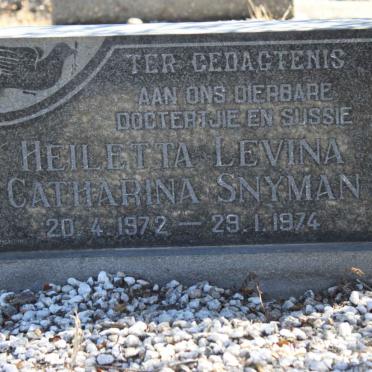 TER GEDAGTENIS
AAN ONS DIERBARE
DOGTERTJIE EN SUSSIE
HEILETTA LEVINA
CATHARINA SNYMAN
20.4.1972 — 29.1.1974